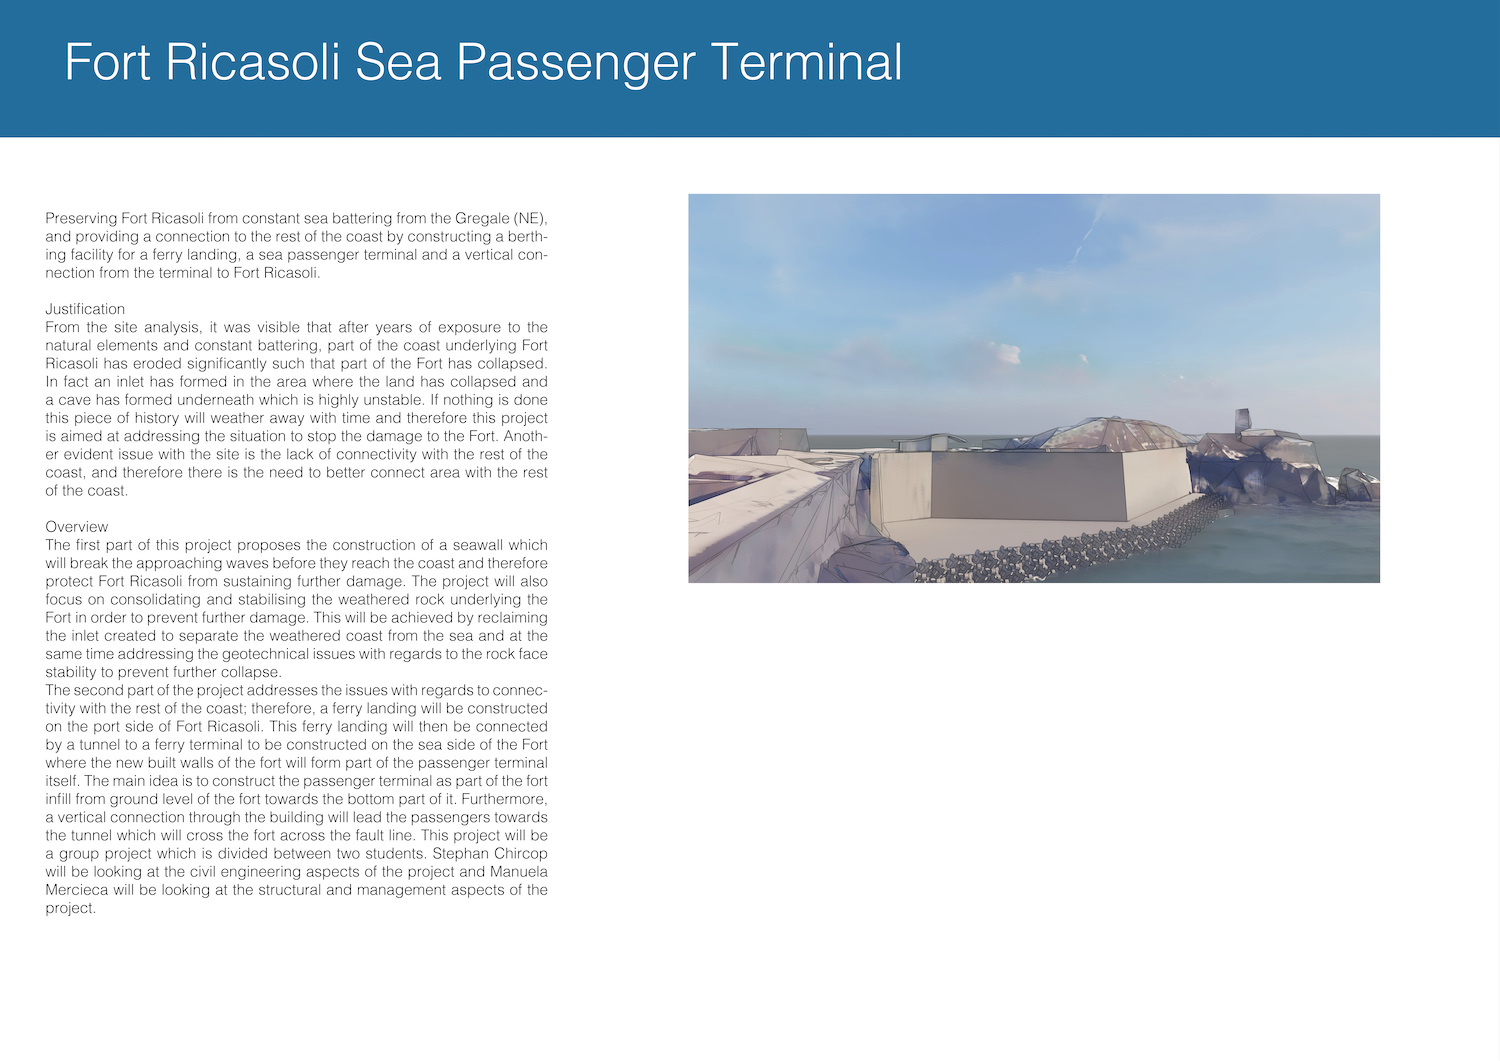 Fort Ricasoli Sea Passenger Terminal
Preserving Fort Ricasoli from constant sea battering from the Gregale (NE),
and providing a connection to the rest of the coast by constructing a berth-
ing facility for a ferry landing, a sea passenger terminal and a vertical con-
nection from the terminal to Fort Ricasoli.
Justification
From the site analysis, it was visible that after years of exposure to the
natural elements and constant battering, part of the coast underlying Fort
Ricasoli has eroded significantly such that part of the Fort has collapsed.
In fact an inlet has formed in the area where the land has collapsed and
a cave has formed underneath which is highly unstable. If nothing is done
this piece of history will weather away with time and therefore this project
is aimed at addressing the situation to stop the damage to the Fort. Anoth-
er evident issue with the site is the lack of connectivity with the rest of the
coast, and therefore there is the need to better connect area with the rest
of the coast.
Overview
The first part of this project proposes the construction of a seawall which
will break the approaching waves before they reach the coast and therefore
protect Fort Ricasoli from sustaining further damage. The project will also
focus on consolidating and stabilising the weathered rock underlying the
Fort in order to prevent further damage. This will be achieved by reclaiming
the inlet created to separate the weathered coast from the sea and at the
same time addressing the geotechnical issues with regards to the rock face
stability to prevent further collapse.
The second part of the project addresses the issues with regards to connec-
tivity with the rest of the coast; therefore, a ferry landing will be constructed
on the port side of Fort Ricasoli. This ferry landing will then be connected
by a tunnel to a ferry terminal to be constructed on the sea side of the Fort
where the new built walls of the fort will form part of the passenger terminal
itself. The main idea is to construct the passenger terminal as part of the fort
infill from ground level of the fort towards the bottom part of it. Furthermore,
a vertical connection through the building will lead the passengers towards
the tunnel which will cross the fort across the fault line. This project will be
a group project which is divided between two students. Stephan Chircop
will be looking at the civil engineering aspects of the project and Manuela
Mercieca will be looking at the structural and management aspects of the
project.